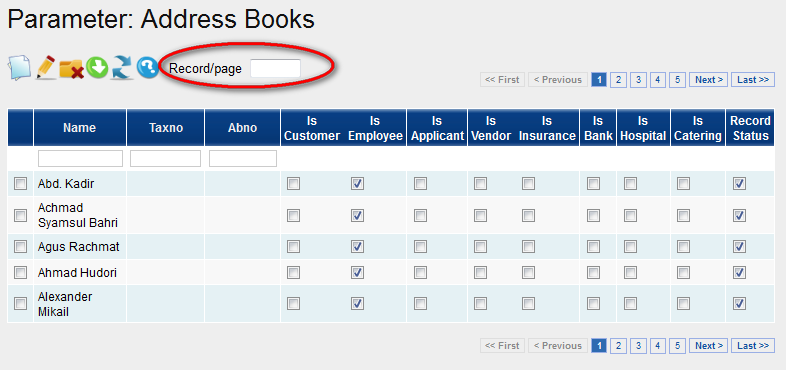 Parameter: Address Books
Record/page
<< First < Previous 1 2 3 4 5 Next > Last >>
Name Taxno Abno Is Customer Is Employee Is Applicant Is Vendor Is Insurance Is Bank Is Hospital Is Catering Record Status
Abd. Kadir
Achmad
Syamsul Bahri
Agus Rachmat
Ahmad Hudori
Alexander
Mikail
<< First < Previous 1 2 3 4 5 Next > Last >>